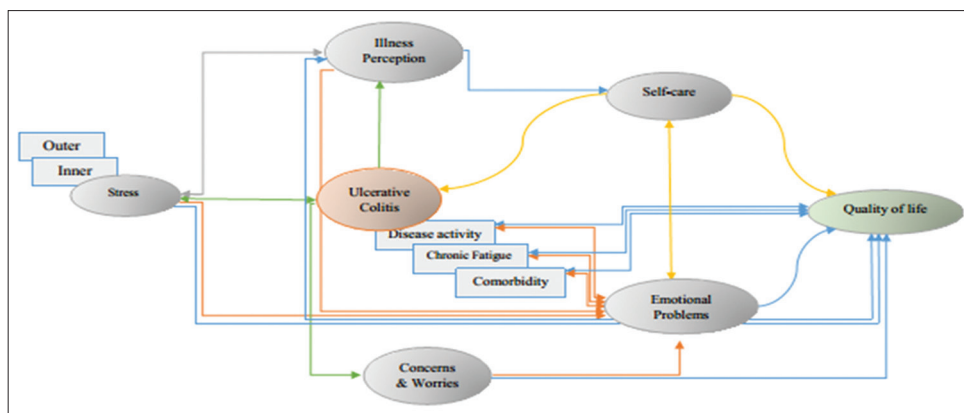 Illness
Perception
Self-care
Outer
Inner
Stress
Ulcerative
Colitis
Quality of life
Disease activity
Chronic Fatigue
Comorbidity
Emotional
Problems
Concerns
& Worries